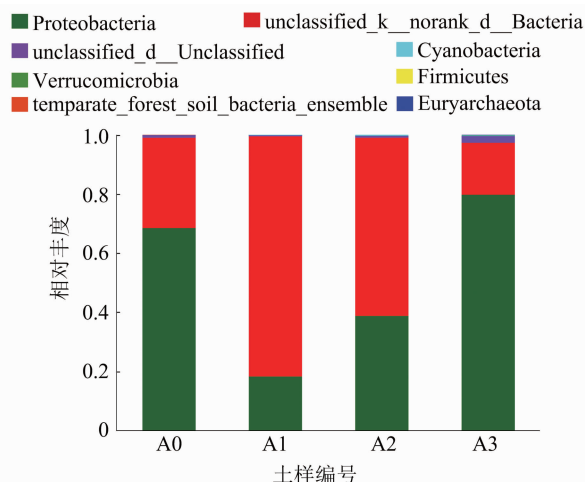 Proteobacteria
unclassified_k__norank_d__Bacteria
unclassified_d__Unclassified
Cyanobacteria
Verrucomicrobia
Firmicutes
temparate_forest_soil_bacteria_ensemble
Euryarchaeota
1.0
0.8
0.6
0.4
0.2
0
相对丰度
A0 A1 A2 A3
土样编号